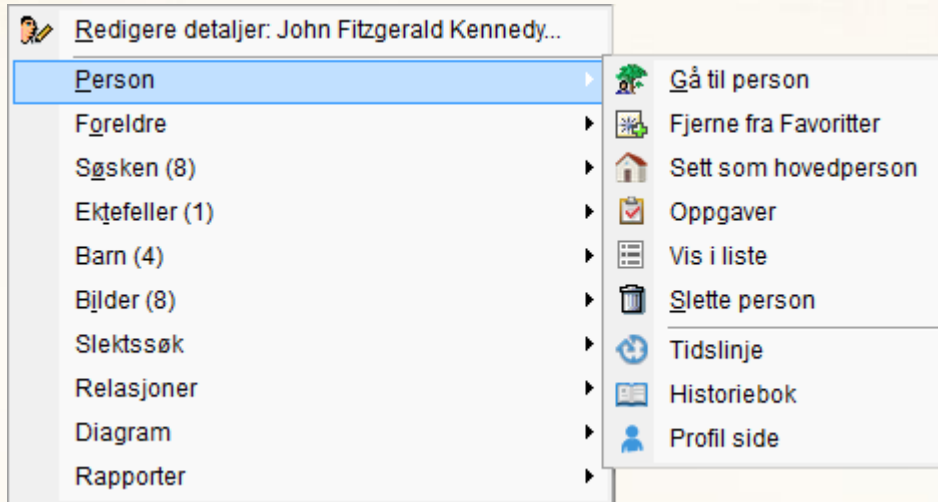 Redigere detaljer: John Fitzgerald Kennedy...
Person
Foreldre
Søsken (8)
Ektefeller (1)
Barn (4)
Bilder (8)
Slektssøk
Relasjoner
Diagram
Rapporter
Gå til person
Fjerne fra Favoritter
Sett som hovedperson
Oppgaver
Vis i liste
Slette person
Tidslinje
Historiebok
Profil side